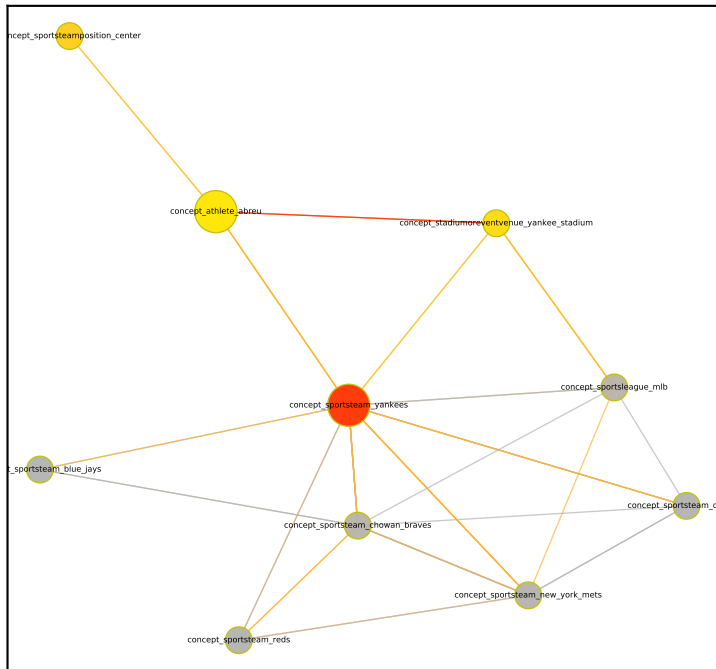 ncept_sportsteamposition_center
concept_athlete_abreu
concept_stadiumoreventvenue_yankee_stadium
concept_sportsleague_mlb
concept_sportsteam_yankees
t_sportsteam_blue_jays
concept_sportsteam_c
concept_sportsteam_chowan_braves
concept_sportsteam_new_york_mets
concept_sportsteam_reds